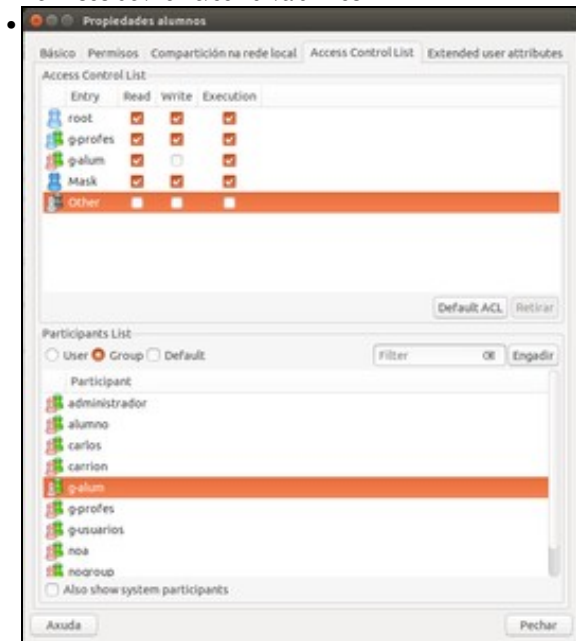 Propiedades alumnos
Básico Permisos Compartición na rede local Access Control List Extended user attributes
Access Control List
Entry Read Write Execution
root
g-profes
g-alum
Mask
Other
Default ACL Retirar
Participants List
User Group Default Filter Engadir
Participant
administrador
alumno
carlos
carrion
g-alum
g-profes
g-usuarios
noa
nogroup
Also show system participants
Axuda Pechar